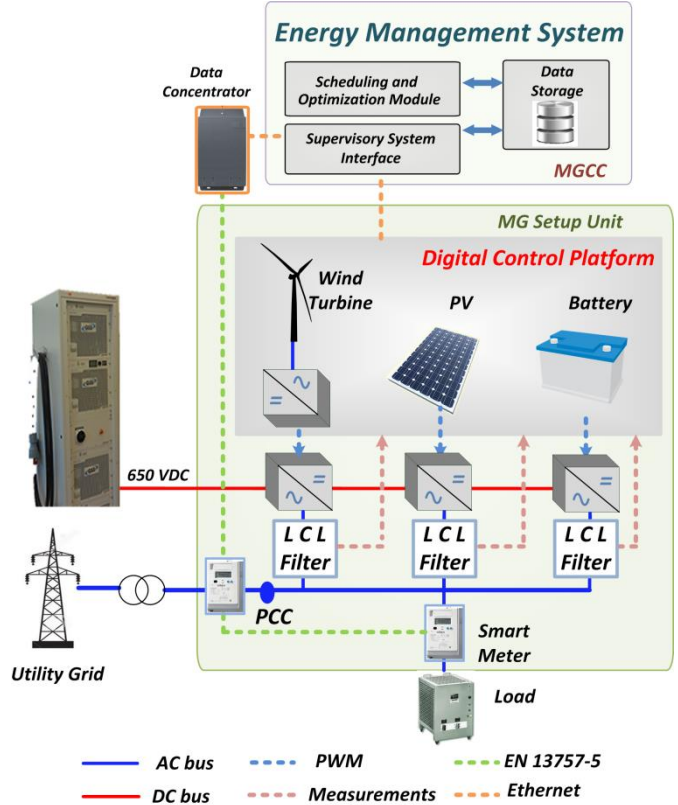 Energy Management System
Data
Concentrator
Scheduling and
Optimization Module
Data
Storage
Supervisory System
Interface
MGCC
MG Setup Unit
Digital Control Platform
Wind
Turbine
PV
Battery
650 VDC
L C L
Filter
L C L
Filter
L C L
Filter
PCC
Utility Grid
Smart
Meter
Load
AC bus
PWM
EN 13757-5
DC bus
Measurements
Ethernet